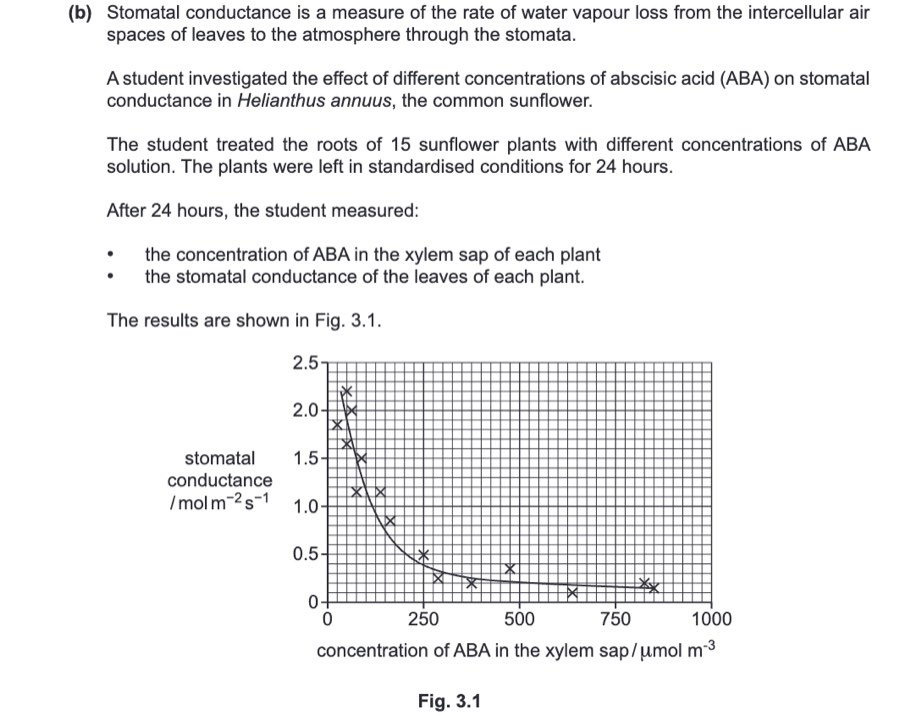 (b) Stomatal conductance is a measure of the rate of water vapour loss from the intercellular air
spaces of leaves to the atmosphere through the stomata.
A student investigated the effect of different concentrations of abscisic acid (ABA) on stomatal
conductance in Helianthus annuus, the common sunflower.
The student treated the roots of 15 sunflower plants with different concentrations of ABA
solution. The plants were left in standardised conditions for 24 hours.
After 24 hours, the student measured:
• the concentration of ABA in the xylem sap of each plant
• the stomatal conductance of the leaves of each plant.
The results are shown in Fig. 3.1.
2.5
2.0
1.5
1.0
0.5
0
stomatal
conductance
/mol m⁻² s⁻¹
0 250 500 750 1000
concentration of ABA in the xylem sap/μmol m⁻³
Fig. 3.1